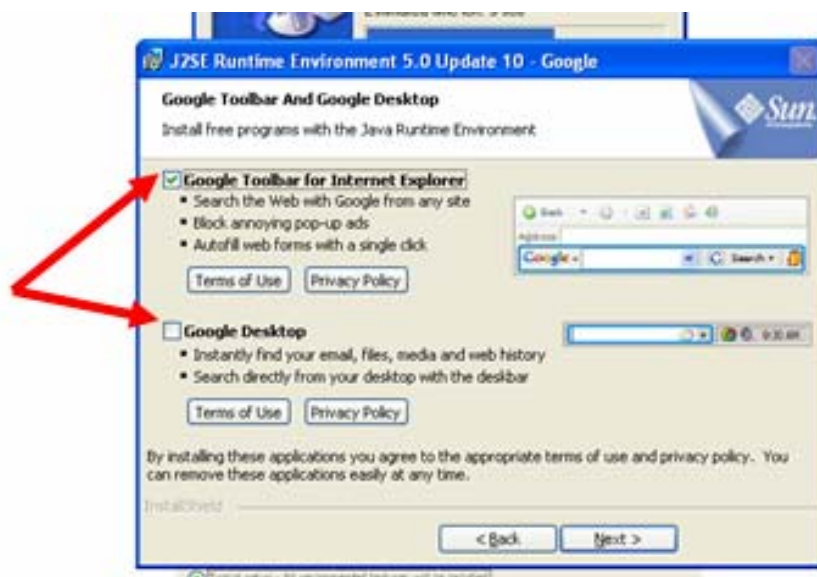 J2SE Runtime Environment 5.0 Update 10 - Google
Google Toolbar And Google Desktop
Install free programs with the Java Runtime Environment
Sun
Google Toolbar for Internet Explorer
▪ Search the Web with Google from any site
▪ Block annoying pop-up ads
▪ Autofill web forms with a single click
Back
Address
Google Search
Terms of Use Privacy Policy
Google Desktop
▪ Instantly find your email, files, media and web history
▪ Search directly from your desktop with the deskbar
Terms of Use Privacy Policy
By installing these applications you agree to the appropriate terms of use and privacy policy. You
can remove these applications easily at any time.
InstallShield
< Back Next >